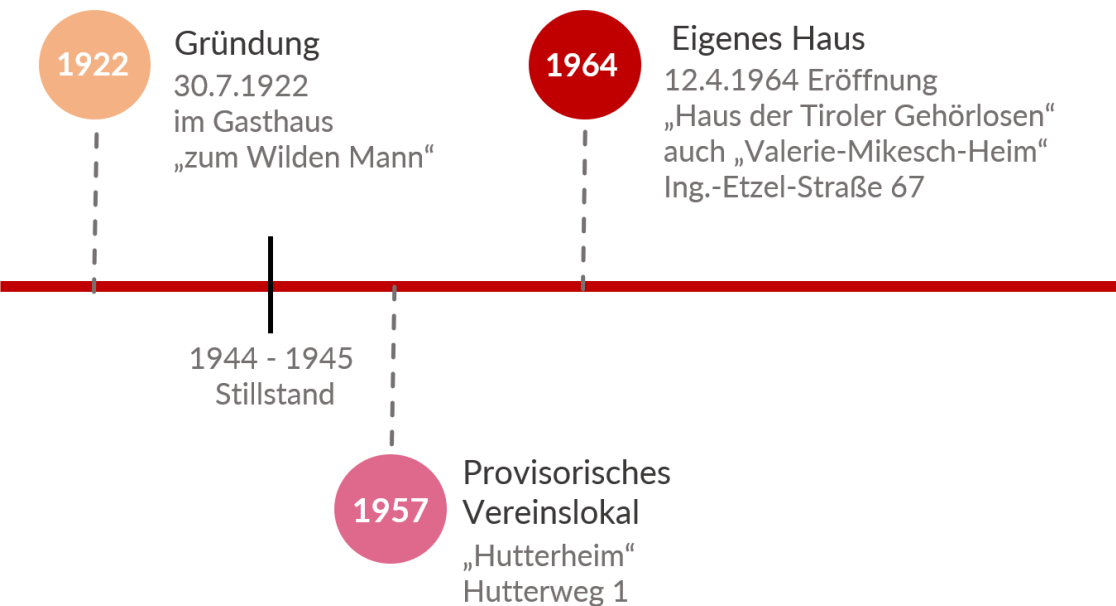 1922
Gründung
30.7.1922
im Gasthaus
„zum Wilden Mann“
1964
Eigenes Haus
12.4.1964 Eröffnung
„Haus der Tiroler Gehörlosen“
auch „Valerie-Mikesch-Heim“
Ing.-Etzel-Straße 67
1944 - 1945
Stillstand
1957
Provisorisches
Vereinslokal
„Hutterheim“
Hutterweg 1